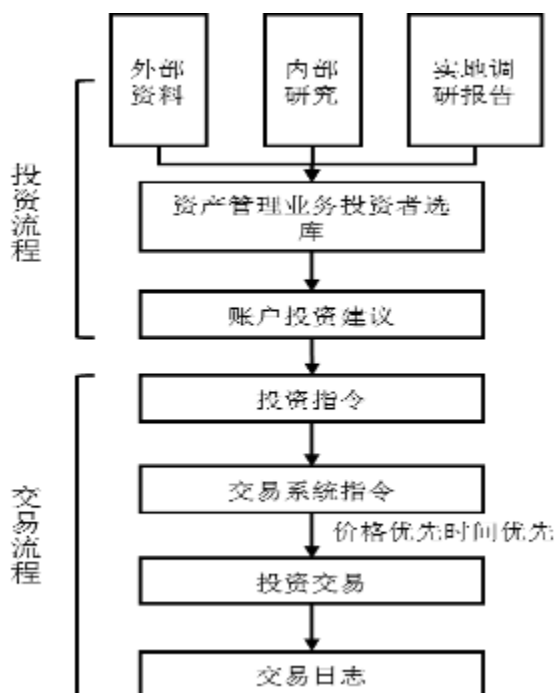 外部
资料
内部
研究
实地调
研报告
投资流程
资产管理业务投资者选
库
账户投资建议
交易流程
投资指令
交易系统指令
价格优先时间优先
投资交易
交易日志